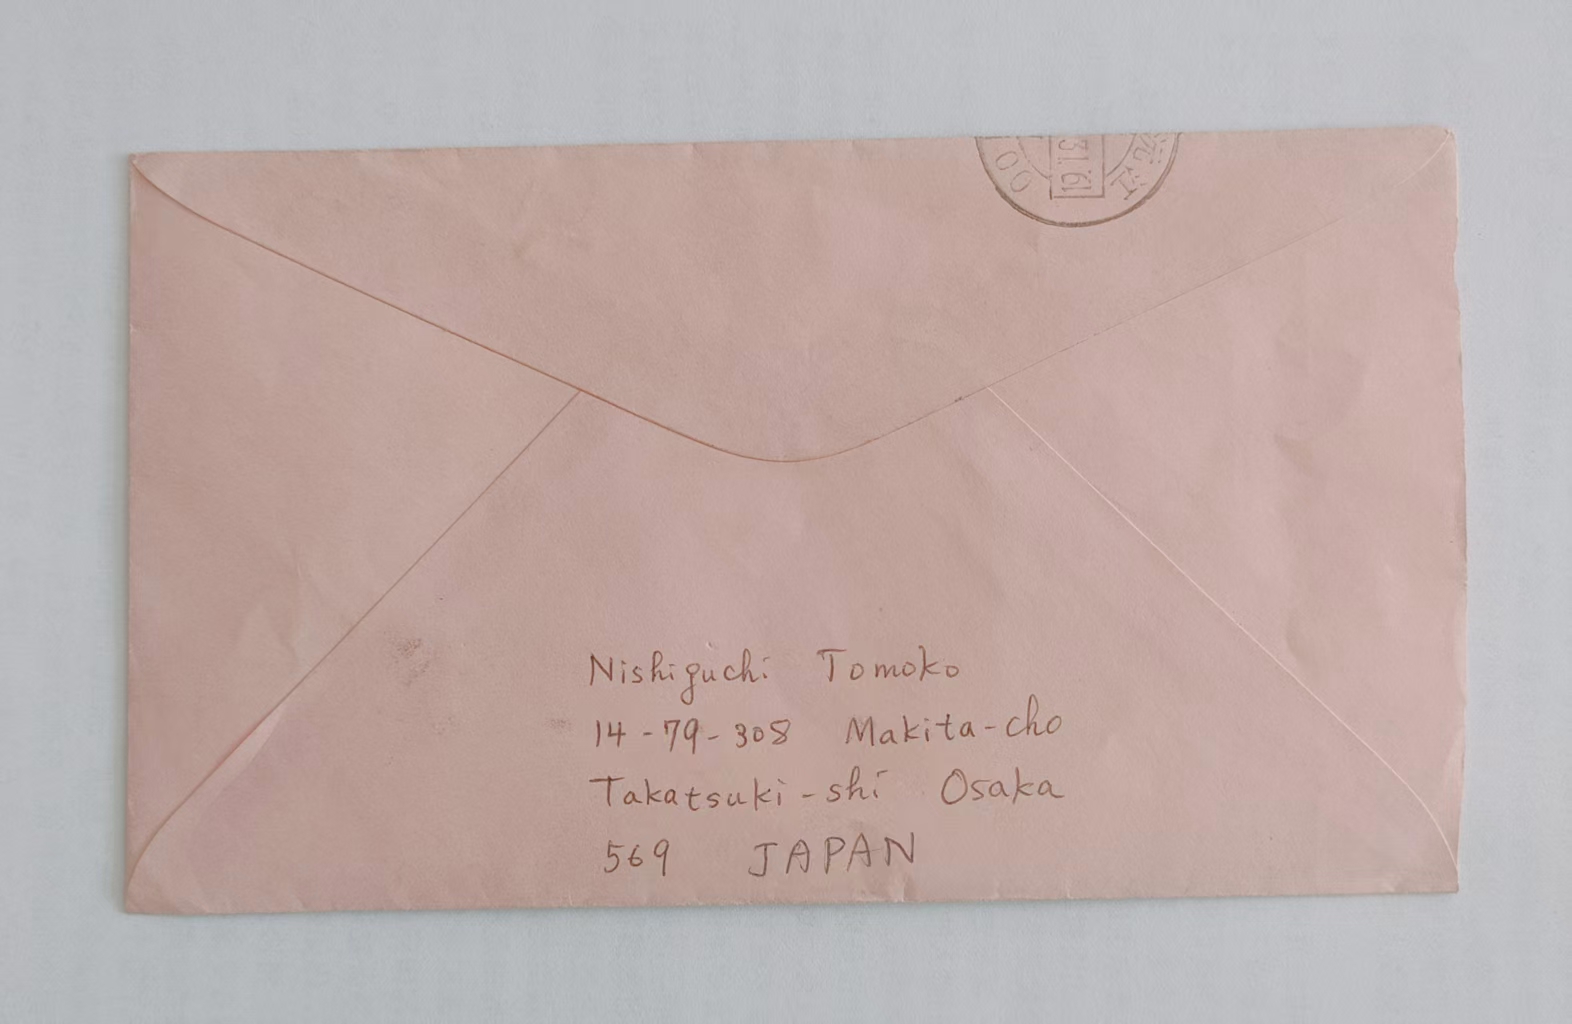 Nishiguchi Tomoko
14-79-308 Makita-cho
Takatsuki-shi Osaka
569 JAPAN